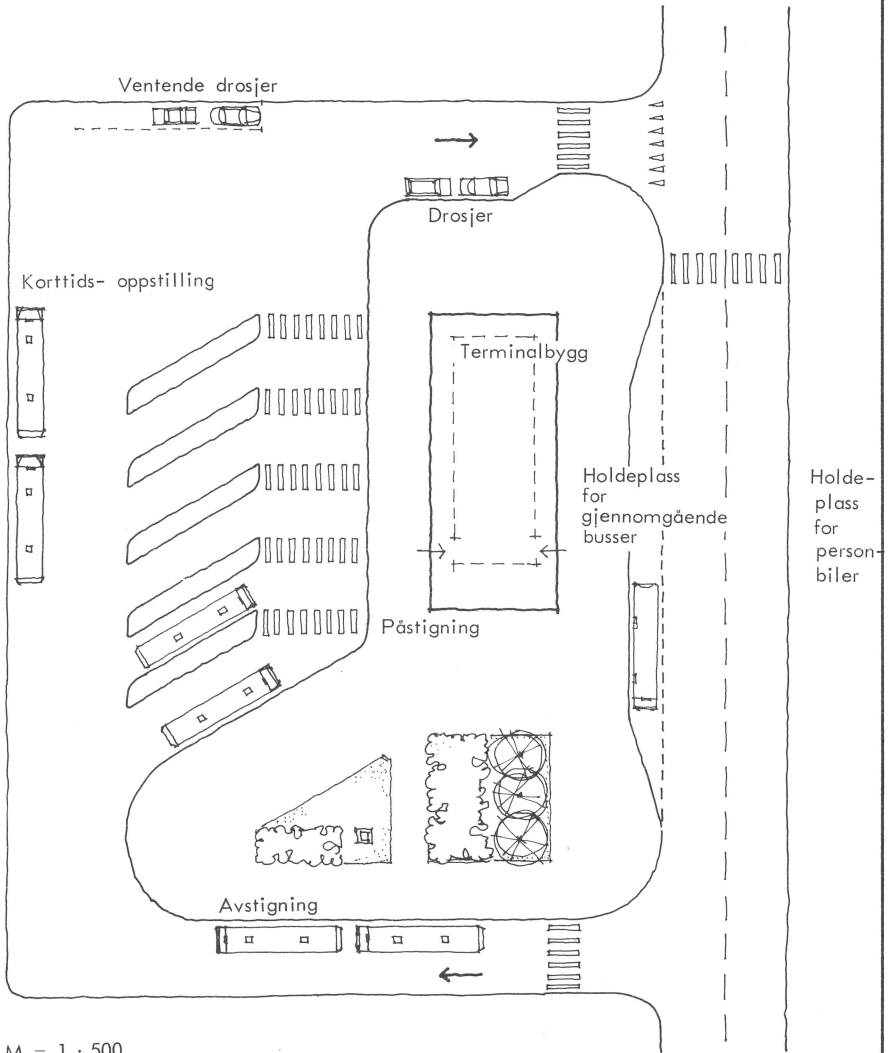 Ventende drosjer
Drosjer
Korttids- oppstilling
Terminalbygg
Holdeplass
for
gjennomgående
busser
Holde-
plass
for
person-
biler
Påstigning
Avstigning
M = 1 : 500